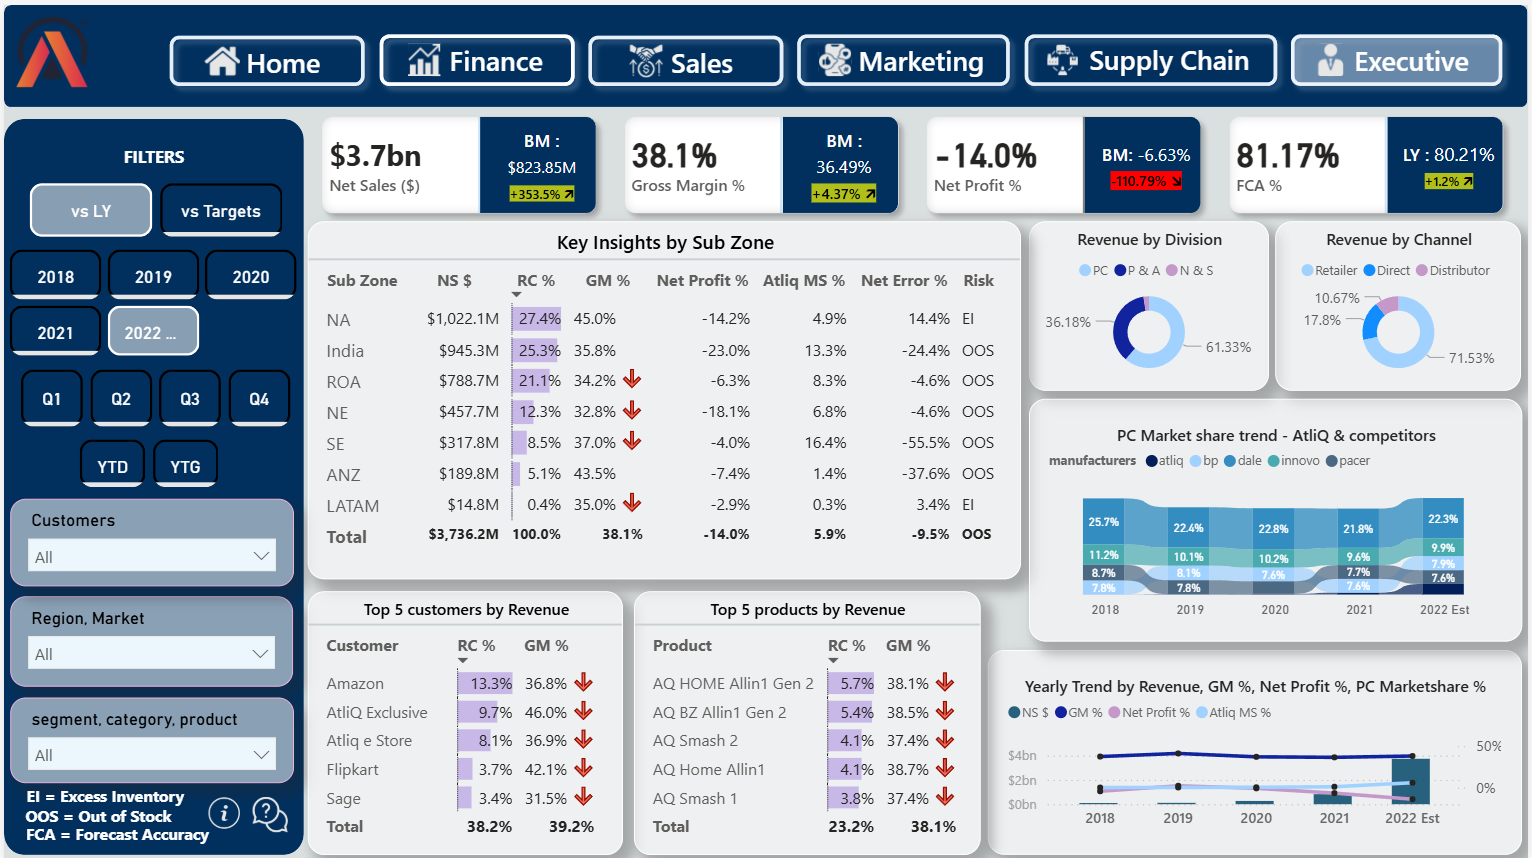 Home
Finance
Sales
Marketing
Supply Chain
Executive
FILTERS
vs LY
vs Targets
2018
2019
2020
2021
2022 ...
Q1
Q2
Q3
Q4
YTD
YTG
Customers
All
Region, Market
All
segment, category, product
All
EI = Excess Inventory
OOS = Out of Stock
FCA = Forecast Accuracy
$3.7bn
Net Sales ($)
BM :
$823.85M
+353.5%
38.1%
Gross Margin %
BM :
36.49%
+4.37%
-14.0%
Net Profit %
BM: -6.63%
-110.79%
81.17%
FCA %
LY : 80.21%
+1.2%
Key Insights by Sub Zone
Sub Zone NS $ RC % GM % Net Profit % Atliq MS % Net Error % Risk
NA $1,022.1M 27.4% 45.0% -14.2% 4.9% 14.4% EI
India $945.3M 25.3% 35.8% -23.0% 13.3% -24.4% OOS
ROA $788.7M 21.1% 34.2% -6.3% 8.3% -4.6% OOS
NE $457.7M 12.3% 32.8% -18.1% 6.8% -4.6% OOS
SE $317.8M 8.5% 37.0% -4.0% 16.4% -55.5% OOS
ANZ $189.8M 5.1% 43.5% -7.4% 1.4% -37.6% OOS
LATAM $14.8M 0.4% 35.0% -2.9% 0.3% 3.4% EI
Total $3,736.2M 100.0% 38.1% -14.0% 5.9% -9.5% OOS
Revenue by Division
PC P & A N & S
36.18%
61.33%
Revenue by Channel
Retailer Direct Distributor
10.67%
17.8%
71.53%
PC Market share trend - AtliQ & competitors
manufacturers atliq bp dale innovo pacer
25.7% 22.4% 22.8% 21.8% 22.3%
11.2% 10.1% 10.2% 9.6% 9.9%
8.7% 8.1% 7.6% 7.7% 7.9%
7.8% 7.8% 7.6% 7.6%
2018 2019 2020 2021 2022 Est
Top 5 customers by Revenue
Customer RC % GM %
Amazon 13.3% 36.8%
AtliQ Exclusive 9.7% 46.0%
Atliq e Store 8.1% 36.9%
Flipkart 3.7% 42.1%
Sage 3.4% 31.5%
Total 38.2% 39.2%
Top 5 products by Revenue
Product RC % GM %
AQ HOME Allin1 Gen 2 5.7% 38.1%
AQ BZ Allin1 Gen 2 5.4% 38.5%
AQ Smash 2 4.1% 37.4%
AQ Home Allin1 4.1% 38.7%
AQ Smash 1 3.8% 37.4%
Total 23.2% 38.1%
Yearly Trend by Revenue, GM %, Net Profit %, PC Marketshare %
NS $ GM % Net Profit % Atliq MS %
$4bn
$2bn
$0bn
50%
0%
2018 2019 2020 2021 2022 Est